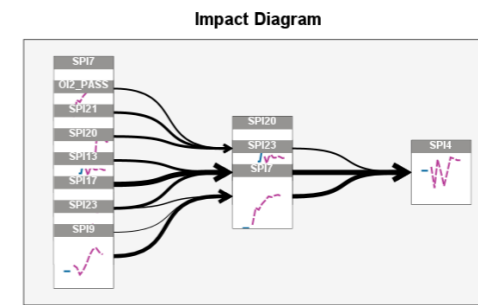 Impact Diagram
SPI7
OI2_PASS
SPI21
SPI20
SPI13
SPI17
SPI23
SPI9
SPI20
SPI23
SPI7
SPI4